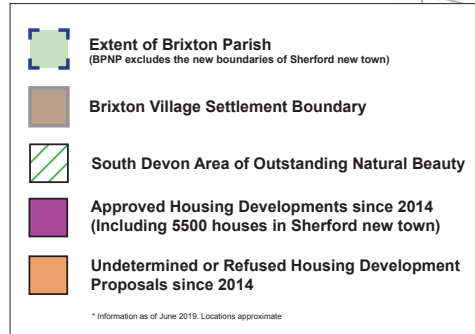 Extent of Brixton Parish
(BPNP excludes the new boundaries of Sherford new town)
Brixton Village Settlement Boundary
South Devon Area of Outstanding Natural Beauty
Approved Housing Developments since 2014
(Including 5500 houses in Sherford new town)
Undetermined or Refused Housing Development
Proposals since 2014
* Information as of June 2019. Locations approximate